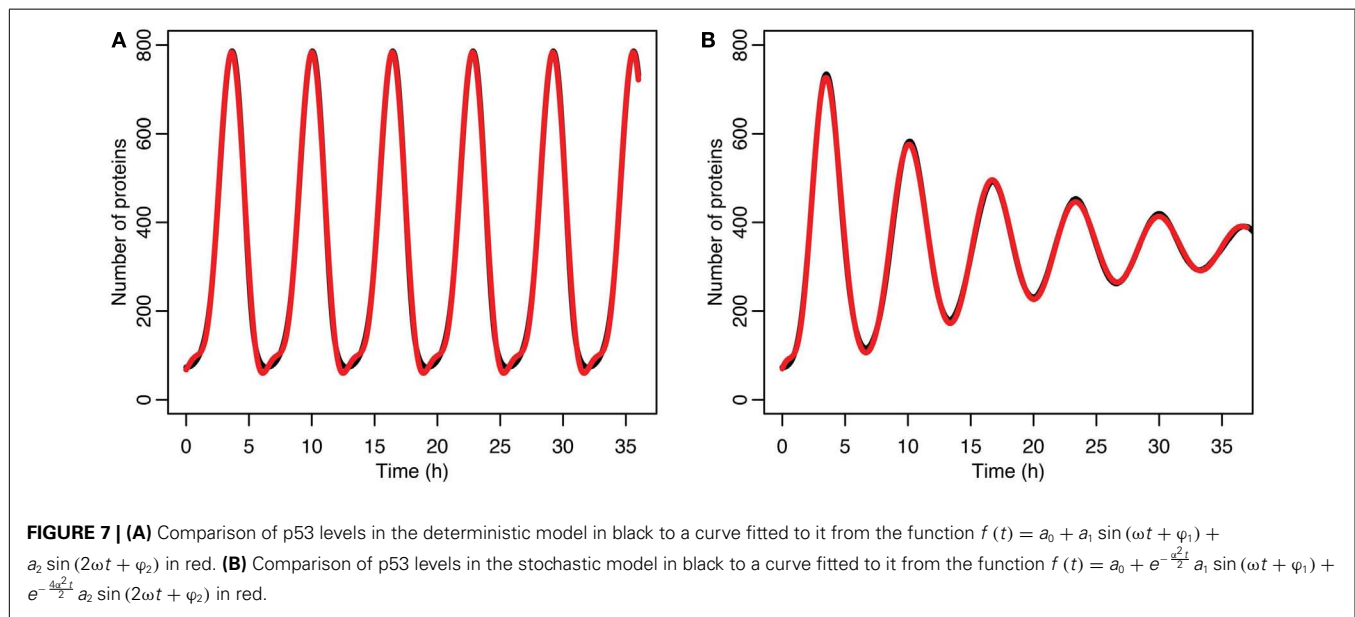 A
B
800
600
400
200
0
Number of proteins
0 5 10 15 20 25 30 35
Time (h)
800
600
400
200
0
Number of proteins
0 5 10 15 20 25 30 35
Time (h)
FIGURE 7 | (A) Comparison of p53 levels in the deterministic model in black to a curve fitted to it from the function f (t) = a₀ + a₁ sin (ωt + φ₁) +
a₂ sin (2ωt + φ₂) in red. (B) Comparison of p53 levels in the stochastic model in black to a curve fitted to it from the function f (t) = a₀ + e^{-\frac{α²t}{2}} a₁ sin (ωt + φ₁) +
e^{-\frac{4α²t}{2}} a₂ sin (2ωt + φ₂) in red.